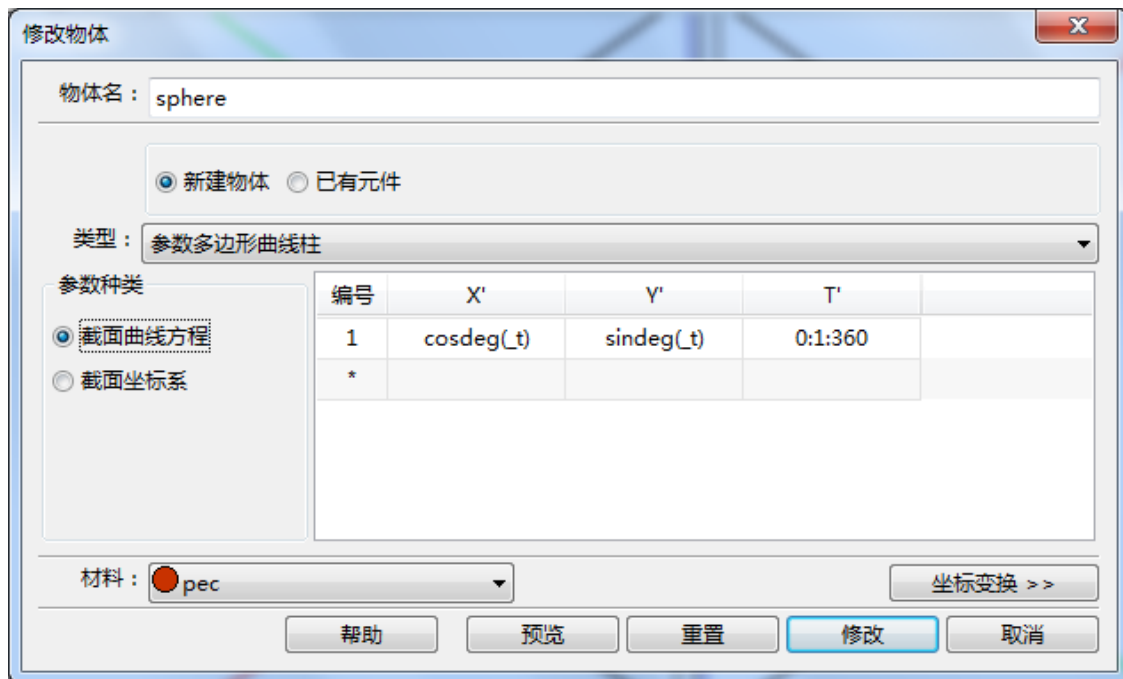 修改物体
物体名： sphere
新建物体 已有元件
类型： 参数多边形曲线柱
参数种类
截面曲线方程
截面坐标系
编号 X' Y' T'
1 cosdeg(_t) sindeg(_t) 0:1:360
*
材料： pec 坐标变换 >>
帮助 预览 重置 修改 取消